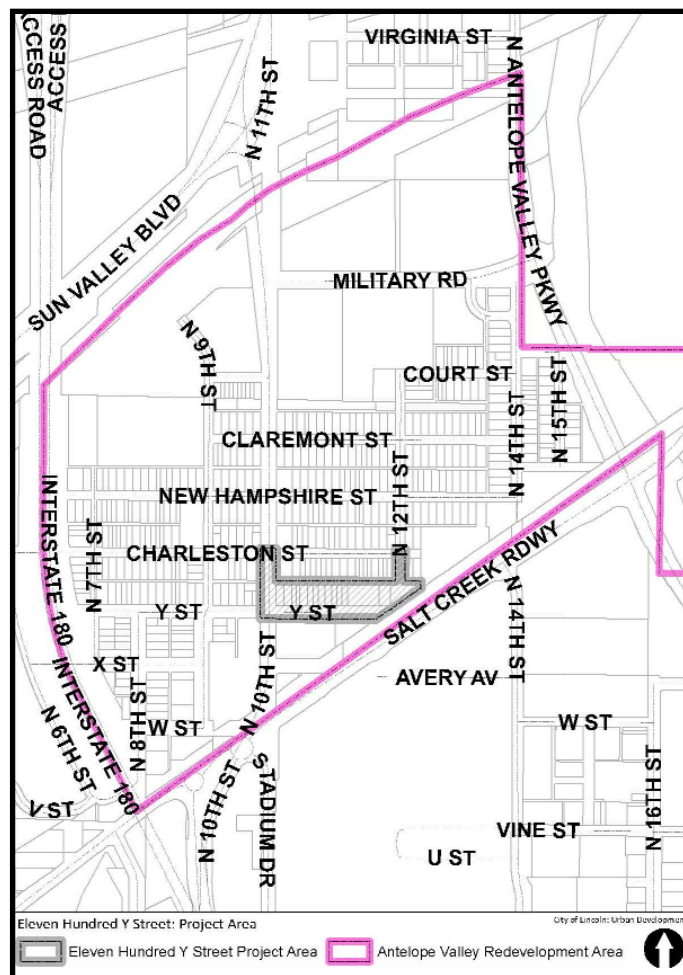 ACCESS ROAD
ACCESS
VIRGINIA ST
N 11TH ST
N ANTELOPE VALLEY PKWY
SUN VALLEY BLVD
MILITARY RD
N 9TH ST
COURT ST
N 15TH ST
CLAREMONT ST
N 14TH ST
N 12TH ST
NEW HAMPSHIRE ST
INTERSTATE 180
N 7TH ST
CHARLESTON ST
SALT CREEK RDWY
Y ST
Y ST
N 14TH ST
X ST
AVERY AV
INTERSTATE 180
N 8TH ST
N 10TH ST
W ST
W ST
N 6TH ST
N 10TH ST
STADIUM DR
N 16TH ST
V ST
VINE ST
U ST
Eleven Hundred Y Street: Project Area
City of Lincoln: Urban Development
Eleven Hundred Y Street Project Area
Antelope Valley Redevelopment Area